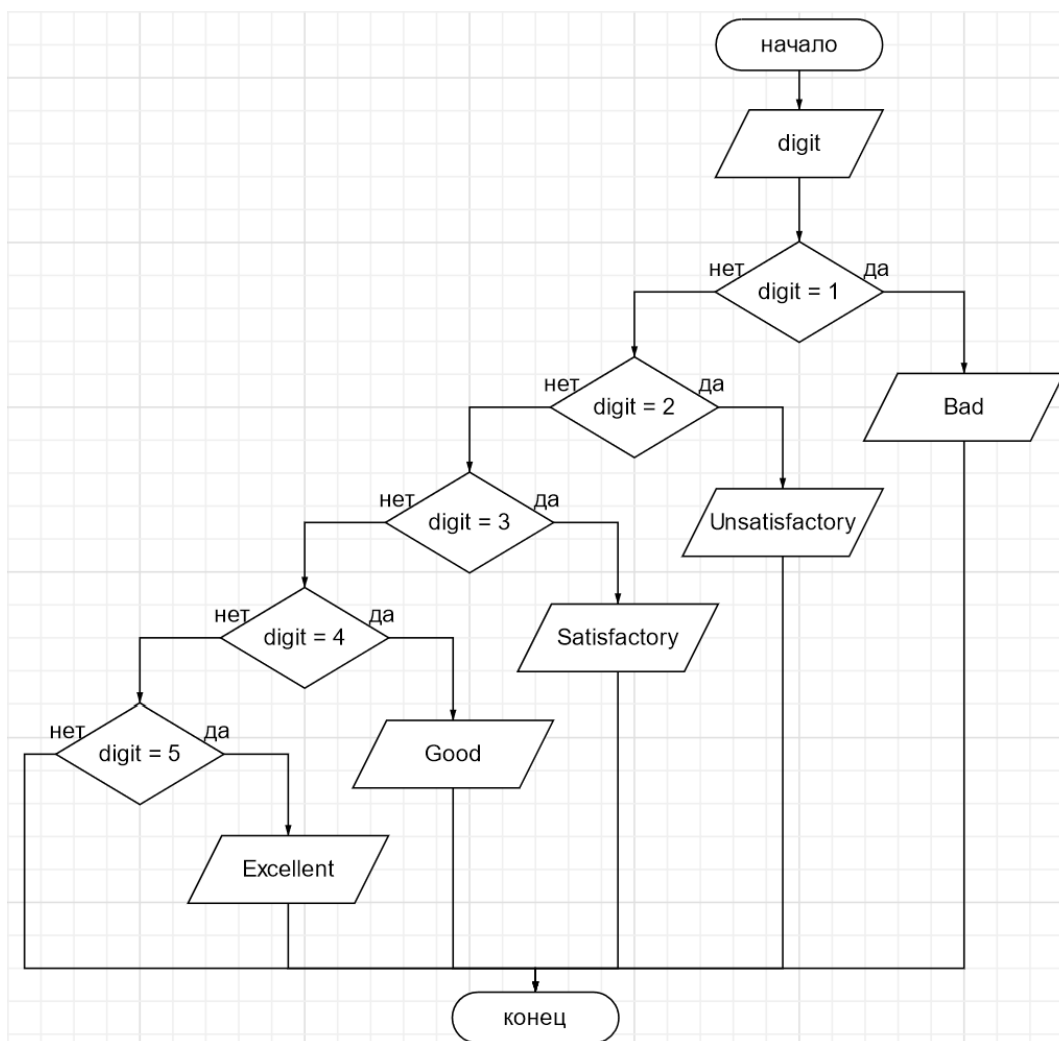 начало
digit
нет
да
digit = 1
нет
да
digit = 2
Bad
нет
да
digit = 3
Unsatisfactory
нет
да
digit = 4
Satisfactory
нет
да
digit = 5
Good
Excellent
конец